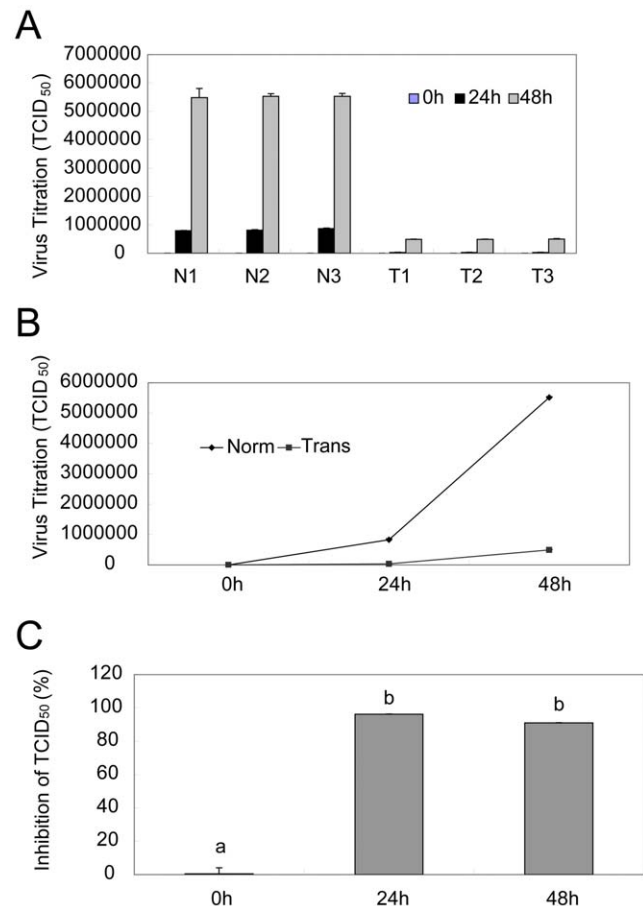 A
Virus Titration (TCID50)
7000000
6000000
5000000
4000000
3000000
2000000
1000000
0
0h 24h 48h
N1 N2 N3 T1 T2 T3
B
Virus Titration (TCID50)
6000000
5000000
4000000
3000000
2000000
1000000
0
Norm Trans
0h 24h 48h
C
Inhibition of TCID50 (%)
120
100
80
60
40
20
0
a
b
b
0h 24h 48h